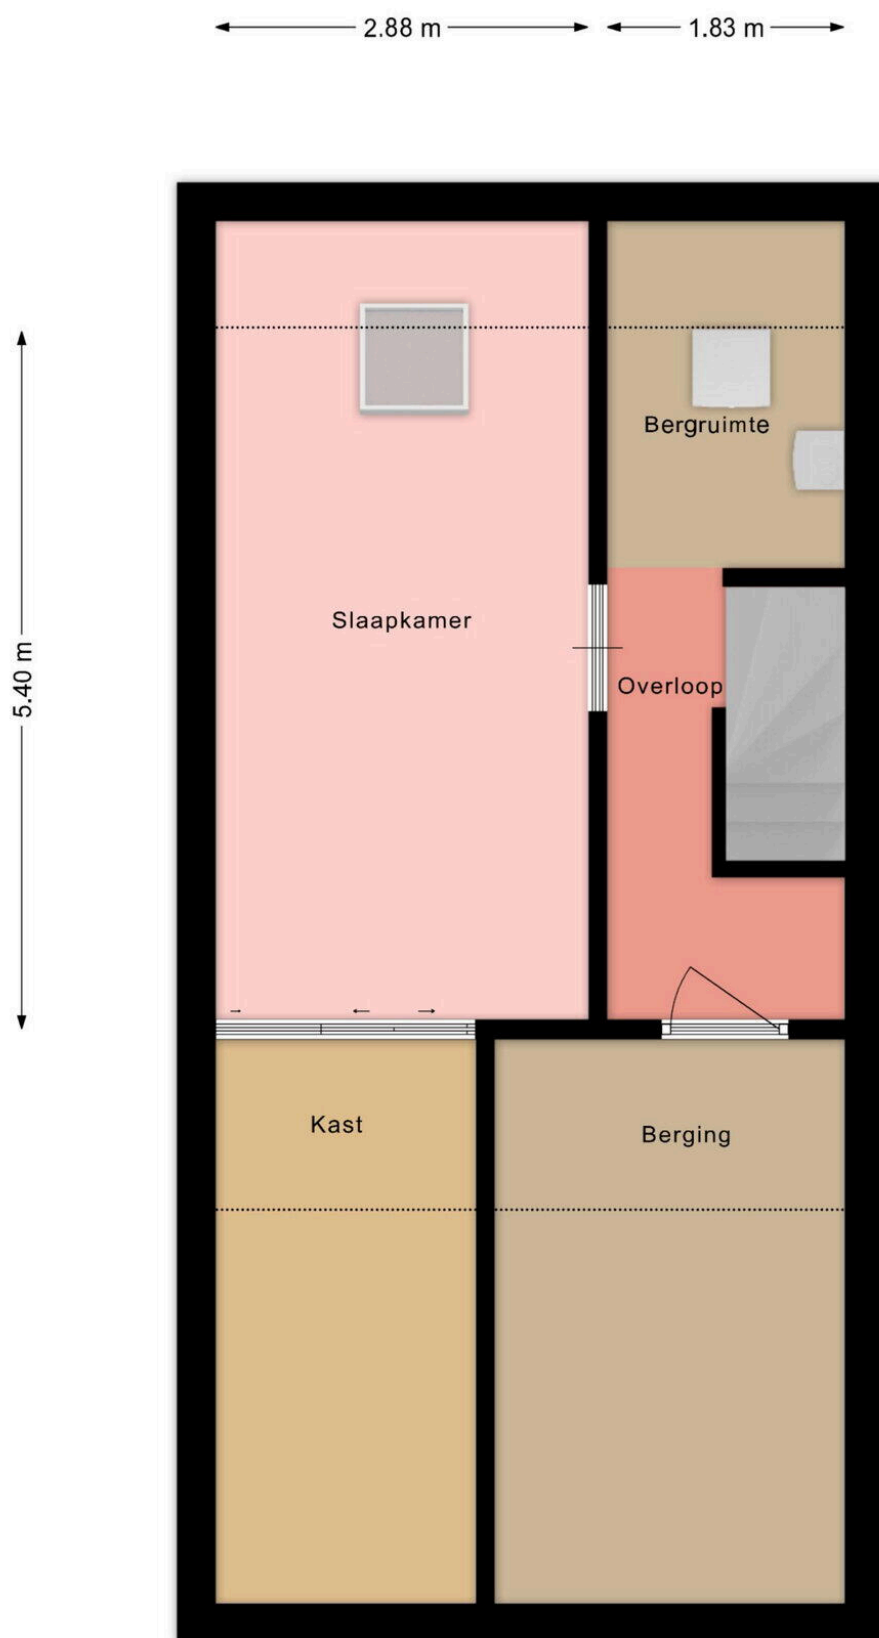 2.88 m
1.83 m
Bergruimte
Slaapkamer
5.40 m
Overloop
Kast
Berging